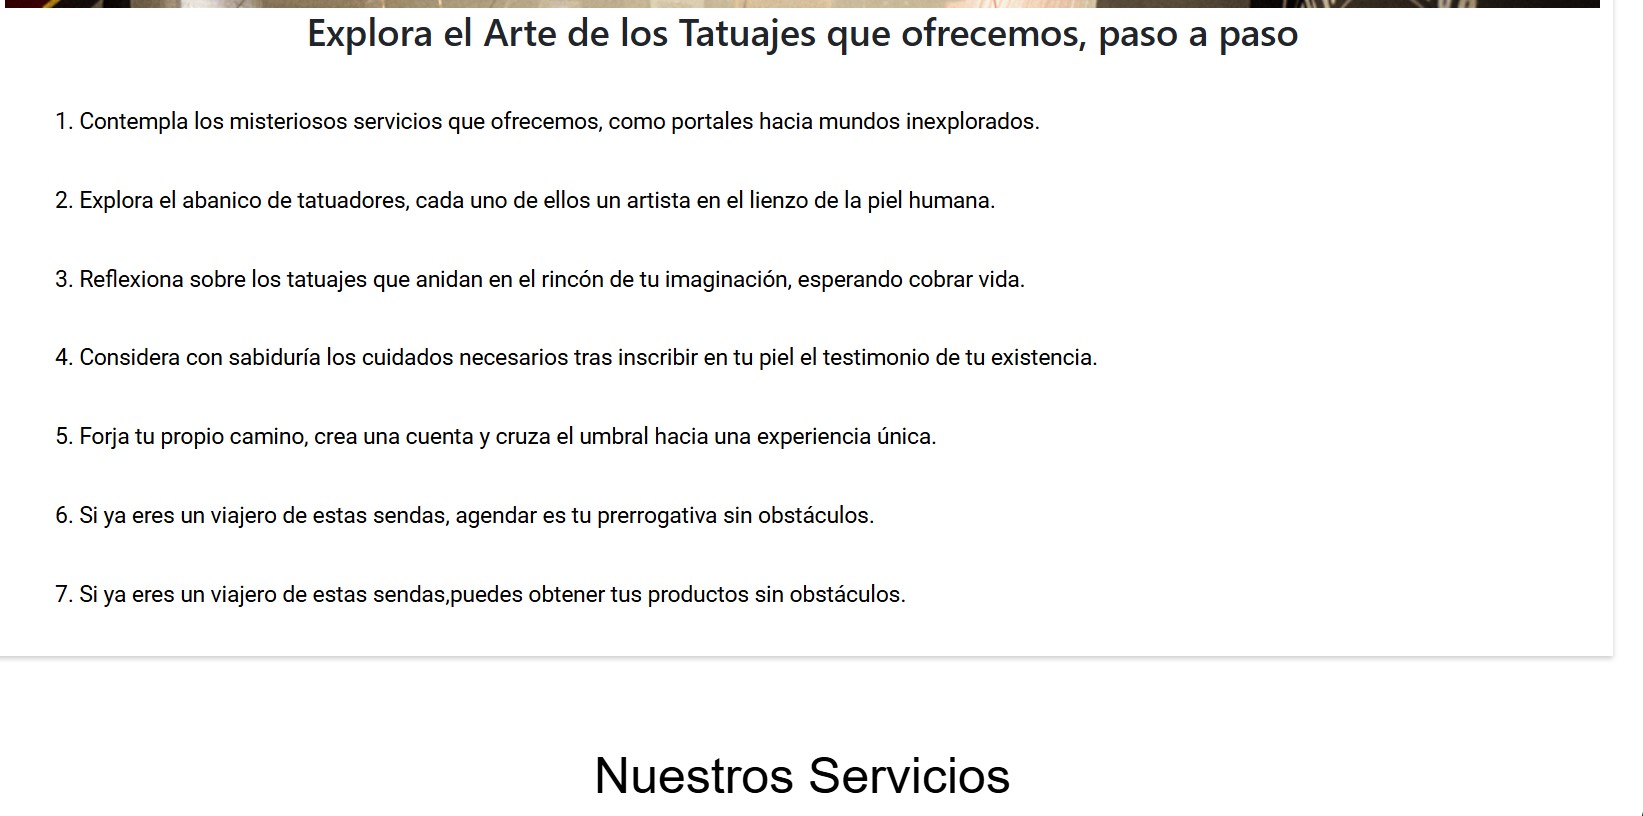 Explora el Arte de los Tatuajes que ofrecemos, paso a paso
1. Contempla los misteriosos servicios que ofrecemos, como portales hacia mundos inexplorados.
2. Explora el abanico de tatuadores, cada uno de ellos un artista en el lienzo de la piel humana.
3. Reflexiona sobre los tatuajes que anidan en el rincón de tu imaginación, esperando cobrar vida.
4. Considera con sabiduría los cuidados necesarios tras inscribir en tu piel el testimonio de tu existencia.
5. Forja tu propio camino, crea una cuenta y cruza el umbral hacia una experiencia única.
6. Si ya eres un viajero de estas sendas, agendar es tu prerrogativa sin obstáculos.
7. Si ya eres un viajero de estas sendas,puedes obtener tus productos sin obstáculos.
Nuestros Servicios